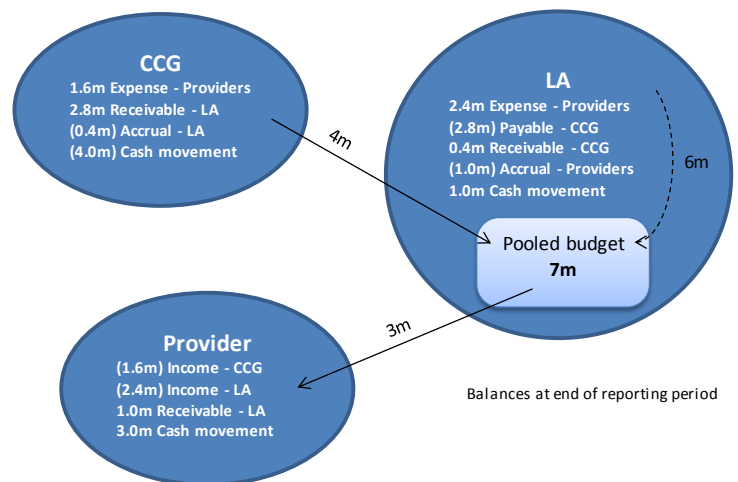 CCG
1.6m Expense - Providers
2.8m Receivable - LA
(0.4m) Accrual - LA
(4.0m) Cash movement
4m
LA
2.4m Expense - Providers
(2.8m) Payable - CCG
0.4m Receivable - CCG
(1.0m) Accrual - Providers
1.0m Cash movement
6m
Pooled budget
7m
3m
Provider
(1.6m) Income - CCG
(2.4m) Income - LA
1.0m Receivable - LA
3.0m Cash movement
Balances at end of reporting period